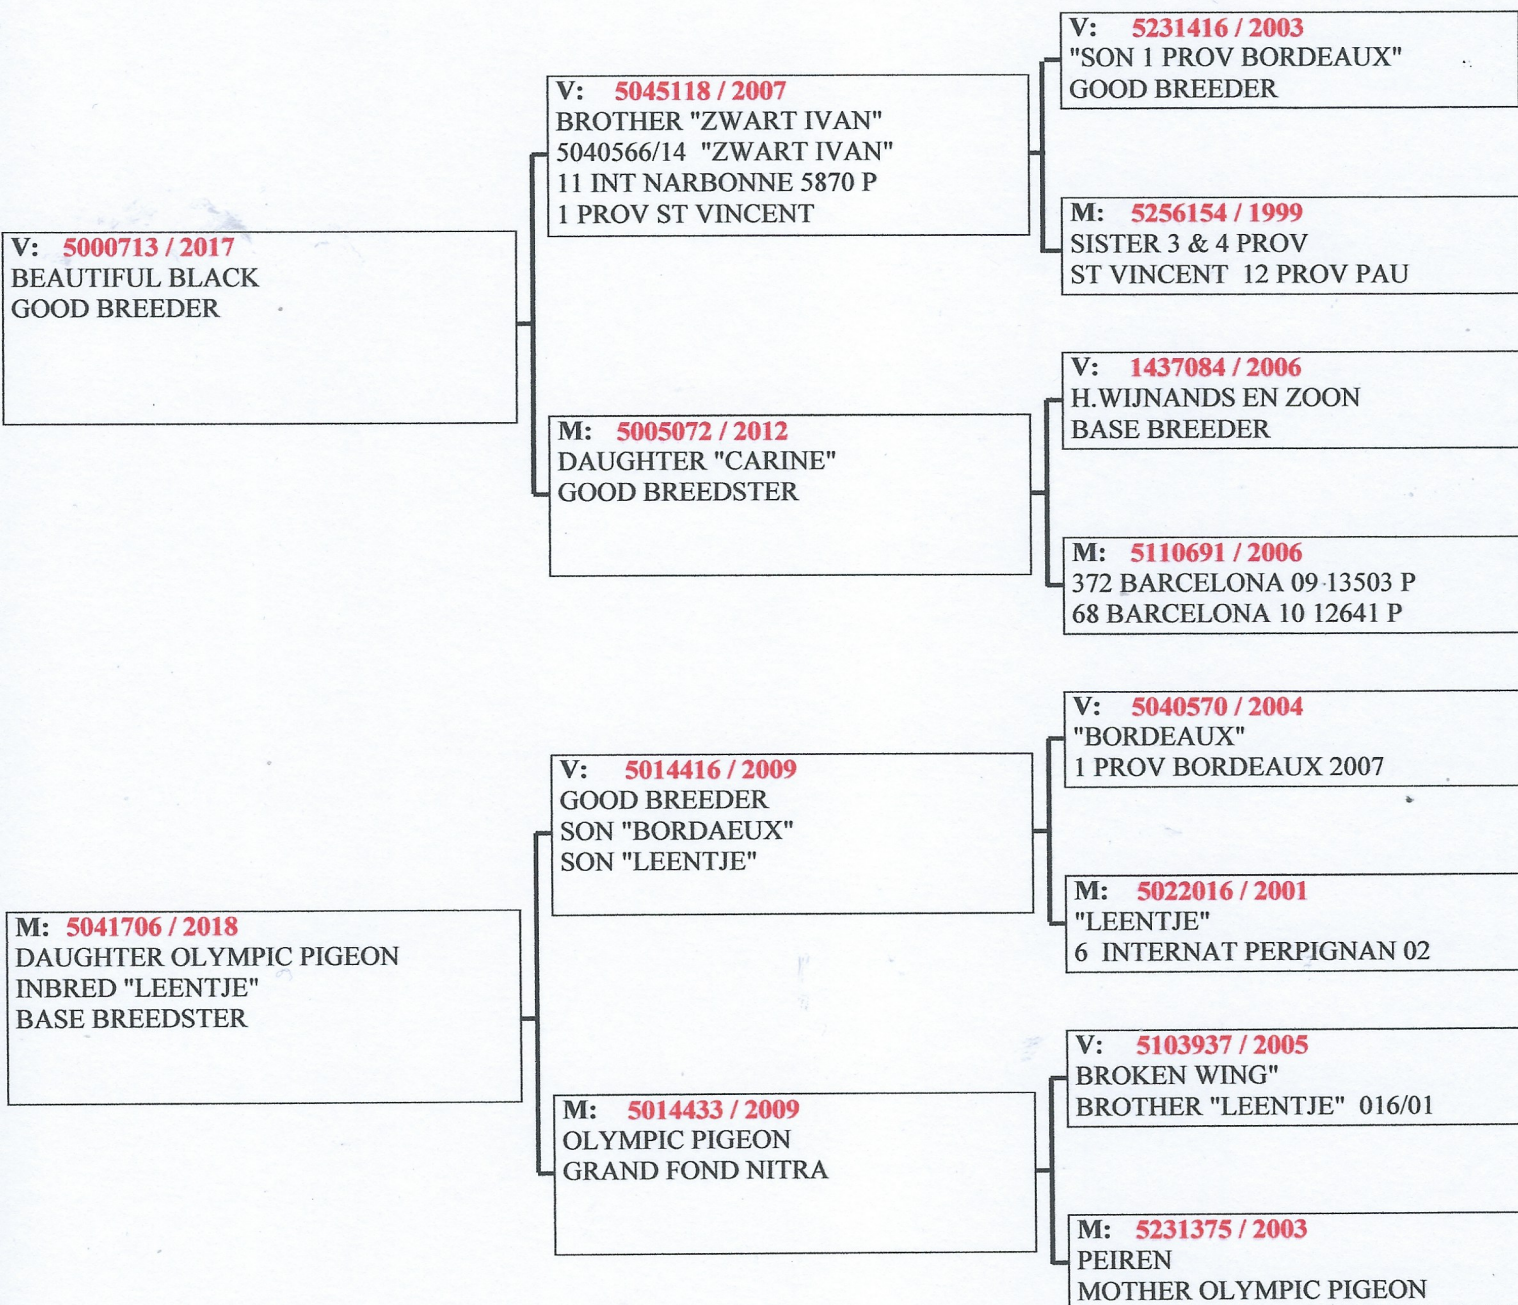 V: 5000713 / 2017
BEAUTIFUL BLACK
GOOD BREEDER
M: 5041706 / 2018
DAUGHTER OLYMPIC PIGEON
INBRED "LEENTJE"
BASE BREEDSTER
V: 5045118 / 2007
BROTHER "ZWART IVAN"
5040566/14 "ZWART IVAN"
11 INT NARBONNE 5870 P
1 PROV ST VINCENT
M: 5005072 / 2012
DAUGHTER "CARINE"
GOOD BREEDSTER
V: 5014416 / 2009
GOOD BREEDER
SON "BORDAEUX"
SON "LEENTJE"
M: 5014433 / 2009
OLYMPIC PIGEON
GRAND FOND NITRA
V: 5231416 / 2003
"SON 1 PROV BORDEAUX"
GOOD BREEDER
M: 5256154 / 1999
SISTER 3 & 4 PROV
ST VINCENT 12 PROV PAU
V: 1437084 / 2006
H.WIJNANDS EN ZOON
BASE BREEDER
M: 5110691 / 2006
372 BARCELONA 09 13503 P
68 BARCELONA 10 12641 P
V: 5040570 / 2004
"BORDEAUX"
1 PROV BORDEAUX 2007
M: 5022016 / 2001
"LEENTJE"
6 INTERNAT PERPIGNAN 02
V: 5103937 / 2005
BROKEN WING"
BROTHER "LEENTJE" 016/01
M: 5231375 / 2003
PEIREN
MOTHER OLYMPIC PIGEON